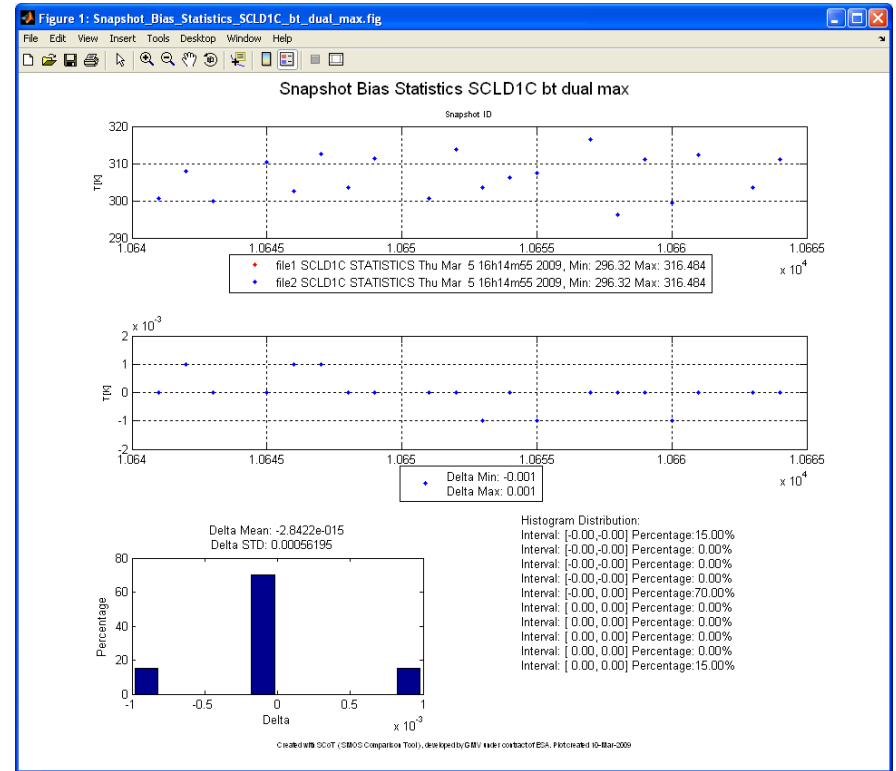 Figure 1: Snapshot_Bias_Statistics_SCLD1C_bt_dual_max.fig
File Edit View Insert Tools Desktop Window Help
Snapshot Bias Statistics SCLD1C bt dual max
Snapshot ID
320
310
300
290
T[K]
1.064 1.0645 1.065 1.0655 1.066 1.0665
x 10^4
file1 SCLD1C STATISTICS Thu Mar 5 16h14m55 2009, Min: 296.32 Max: 316.484
file2 SCLD1C STATISTICS Thu Mar 5 16h14m55 2009, Min: 296.32 Max: 316.484
x 10^-3
2
1
0
-1
-2
T[K]
1.064 1.0645 1.065 1.0655 1.066 1.0665
x 10^4
Delta Min: -0.001
Delta Max: 0.001
Delta Mean: -2.8422e-015
Delta STD: 0.00056195
80
60
40
20
0
Percentage
-1 -0.5 0 0.5 1
Delta
x 10^-3
Histogram Distribution:
Interval: [-0.00,-0.00] Percentage:15.00%
Interval: [-0.00,-0.00] Percentage: 0.00%
Interval: [-0.00,-0.00] Percentage: 0.00%
Interval: [-0.00,-0.00] Percentage: 0.00%
Interval: [-0.00, 0.00] Percentage:70.00%
Interval: [ 0.00, 0.00] Percentage: 0.00%
Interval: [ 0.00, 0.00] Percentage: 0.00%
Interval: [ 0.00, 0.00] Percentage: 0.00%
Interval: [ 0.00, 0.00] Percentage: 0.00%
Interval: [ 0.00, 0.00] Percentage:15.00%
Created with SCoT (SMOS Comparison Tool), developed by GMV under contract of ESA. Plot created 10-Mar-2009